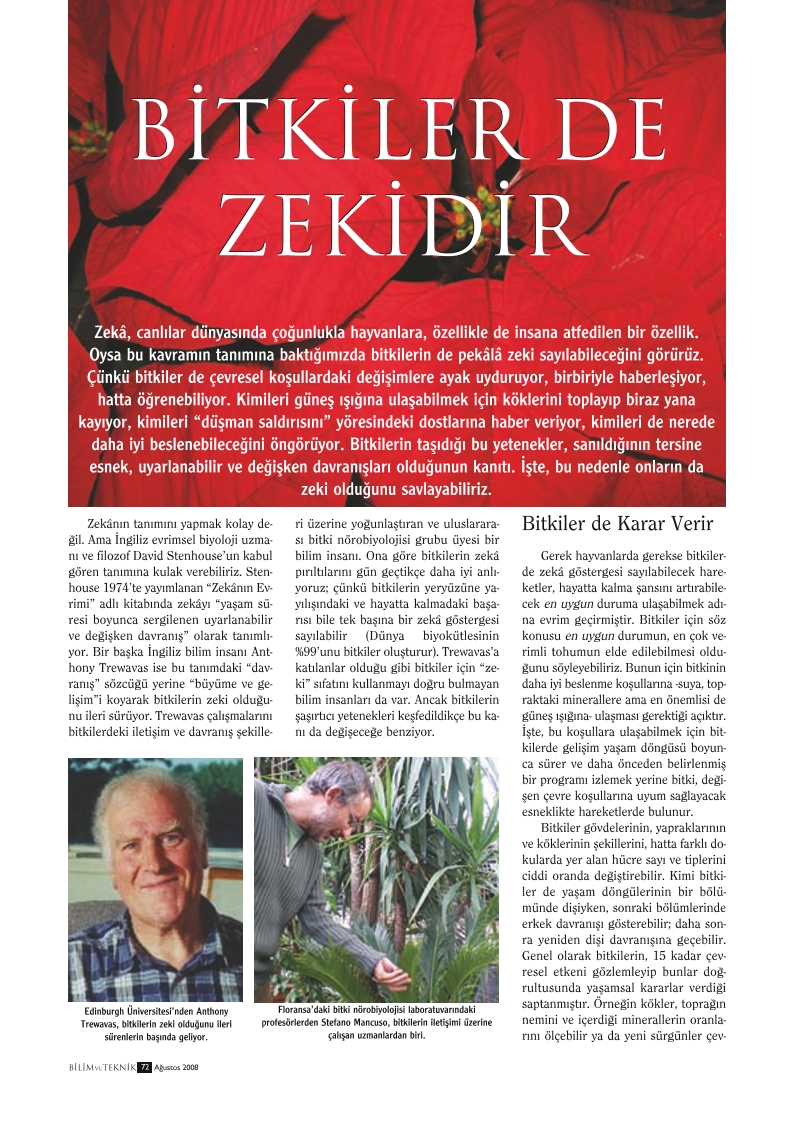 BİTKİLER DE
ZEKİDİR
Zekâ, canlılar dünyasında çoğunlukla hayvanlara, özellikle de insana atfedilen bir özellik.
Oysa bu kavramın tanımına baktığımızda bitkilerin de pekâlâ zeki sayılabileceğini görürüz.
Çünkü bitkiler de çevresel koşullardaki değişimlere ayak uyduruyor, birbiriyle haberleşiyor,
hatta öğrenebiliyor. Kimileri güneş ışığına ulaşabilmek için köklerini toplayıp biraz yana
kayıyor, kimileri “düşman saldırısını” yöresindeki dostlarına haber veriyor, kimileri de nerede
daha iyi beslenebileceğini öngörüyor. Bitkilerin taşıdığı bu yetenekler, sanıldığının tersine
esnek, uyarlanabilir ve değişken davranışları olduğunun kanıtı. İşte, bu nedenle onların da
zeki olduğunu savlayabiliriz.
Zekânın tanımını yapmak kolay de-
ğil. Ama İngiliz evrimsel biyoloji uzma-
nı ve filozof David Stenhouse’un kabul
gören tanımına kulak verebiliriz. Sten-
house 1974’te yayımlanan “Zekânın Ev-
rimi” adlı kitabında zekâyı “yaşam sü-
resi boyunca sergilenen uyarlanabilir
ve değişken davranış” olarak tanımlı-
yor. Bir başka İngiliz bilim insanı Ant-
hony Trewavas ise bu tanımdaki “dav-
ranış” sözcüğü yerine “büyüme ve ge-
lişim”i koyarak bitkilerin zeki olduğu-
nu ileri sürüyor. Trewavas çalışmalarını
bitkilerdeki iletişim ve davranış şekille-
ri üzerine yoğunlaştıran ve uluslarara-
sı bitki nörobiyolojisi grubu üyesi bir
bilim insanı. Ona göre bitkilerin zekâ
pırıltılarını gün geçtikçe daha iyi anlı-
yoruz; çünkü bitkilerin yeryüzüne ya-
yılışındaki ve hayatta kalmadaki başa-
rısı bile tek başına bir zekâ göstergesi
sayılabilir (Dünya biyokütlesinin
%99’unu bitkiler oluşturur). Trewavas’a
katılanlar olduğu gibi bitkiler için “ze-
ki” sıfatını kullanmayı doğru bulmayan
bilim insanları da var. Ancak bitkilerin
şaşırtıcı yetenekleri keşfedildikçe bu ka-
nı da değişeceğe benziyor.
Bitkiler de Karar Verir
Gerek hayvanlarda gerekse bitkiler-
de zekâ göstergesi sayılabilecek hare-
ketler, hayatta kalma şansını artırabile-
cek en uygun duruma ulaşabilmek adı-
na evrim geçirmiştir. Bitkiler için söz
konusu en uygun durumun, en çok ve-
rimli tohumun elde edilebilmesi oldu-
ğunu söyleyebiliriz. Bunun için bitkinin
daha iyi beslenme koşullarına -suya, top-
raktaki minerallere ama en önemlisi de
güneş ışığına- ulaşması gerektiği açıktır.
İşte, bu koşullara ulaşabilmek için bit-
kilerde gelişim yaşam döngüsü boyun-
ca sürer ve daha önceden belirlenmiş
bir programı izlemek yerine bitki, deği-
şen çevre koşullarına uyum sağlayacak
esneklikte hareketlerde bulunur.
Bitkiler gövdelerinin, yapraklarının
ve köklerinin şekillerini, hatta farklı do-
kularda yer alan hücre sayı ve tiplerini
ciddi oranda değiştirebilir. Kimi bitki-
ler de yaşam döngülerinin bir bölü-
münde dişiyken, sonraki bölümlerinde
erkek davranışı gösterebilir; daha son-
ra yeniden dişi davranışına geçebilir.
Genel olarak bitkilerin, 15 kadar çev-
resel etkeni gözlemleyip bunlar doğ-
rultusunda yaşamsal kararlar verdiği
saptanmıştır. Örneğin kökler, toprağın
nemini ve içerdiği minerallerin oranla-
rını ölçebilir ya da yeni sürgünler çev-
Edinburgh Üniversitesi’nden Anthony
Trewavas, bitkilerin zeki olduğunu ileri
sürenlerin başında geliyor.
Floransa’daki bitki nörobiyolojisi laboratuvarındaki
profesörlerden Stefano Mancuso, bitkilerin iletişimi üzerine
çalışan uzmanlardan biri.
BİLİM VE TEKNİK 72 Ağustos 2008